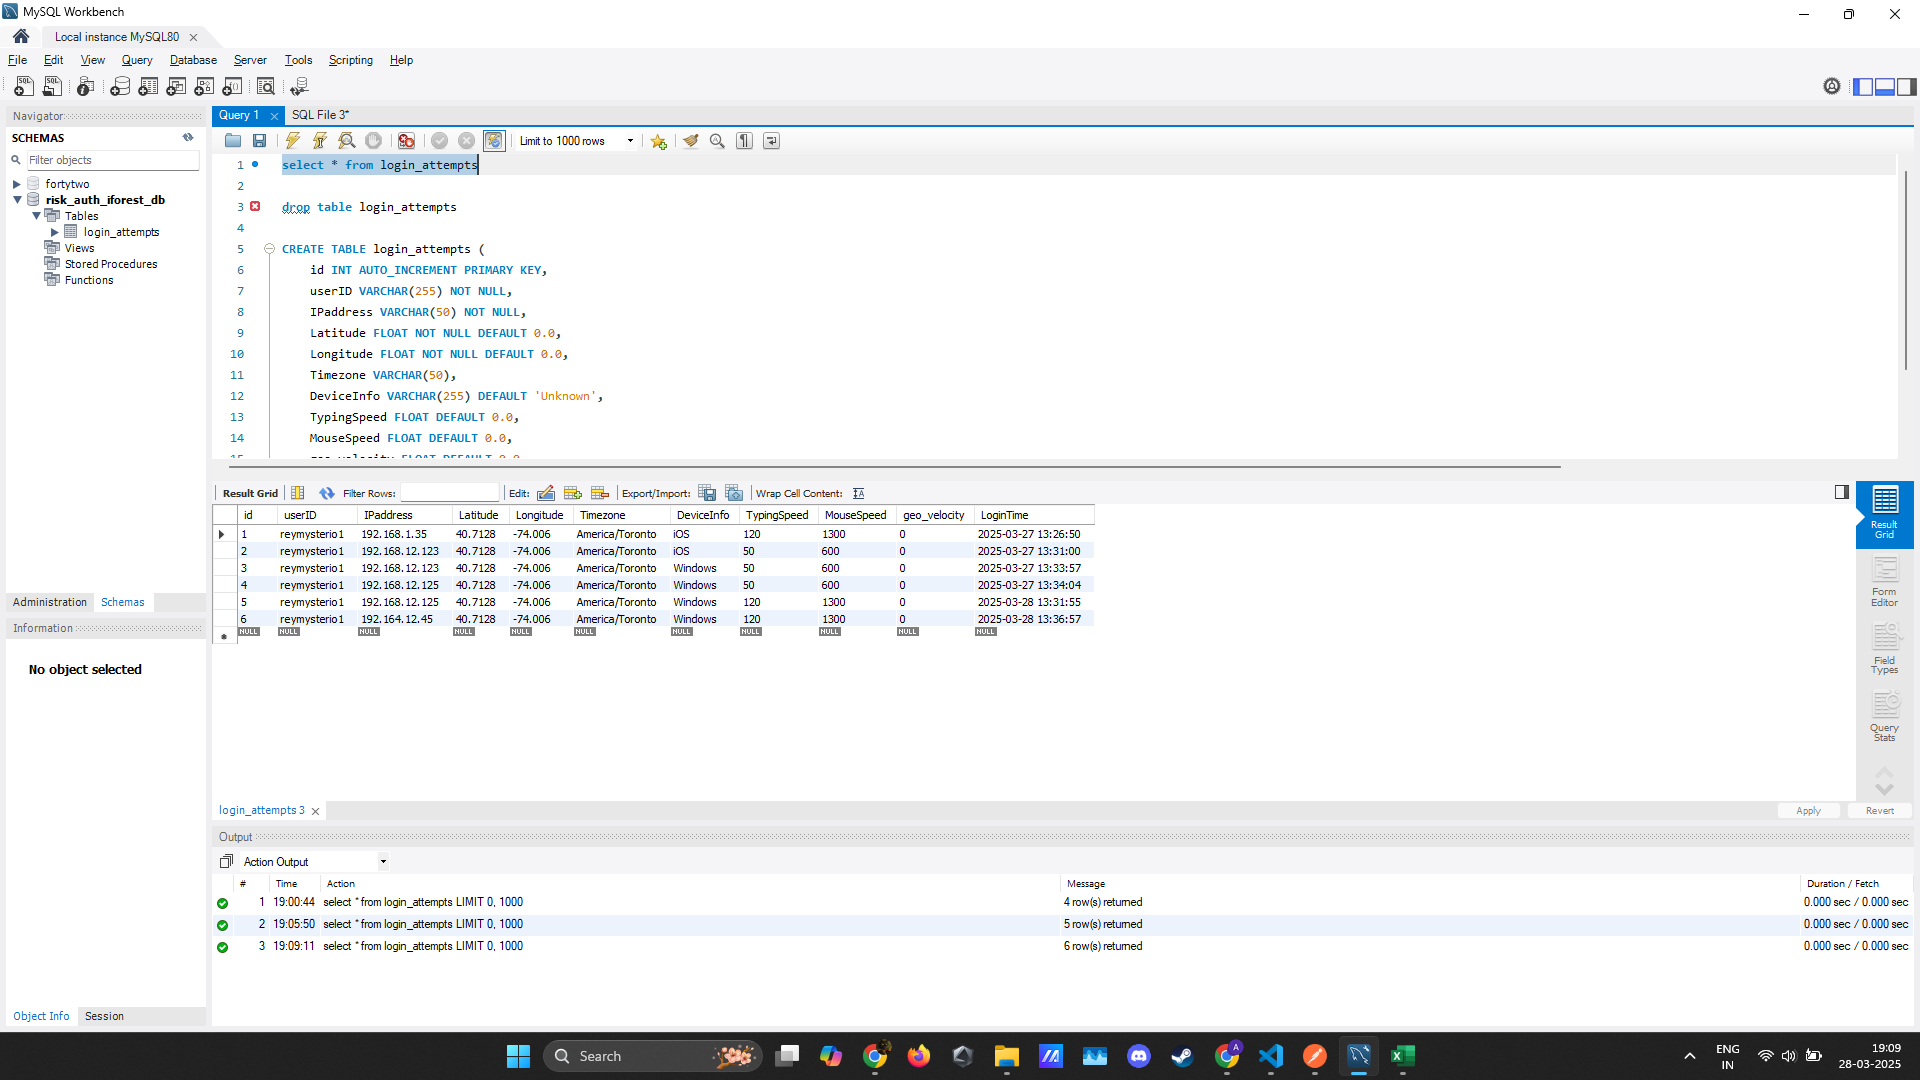 MySQL Workbench
Local instance MySQL80
File Edit View Query Database Server Tools Scripting Help
Navigator
SCHEMAS
Filter objects
fortytwo
risk_auth_iforest_db
Tables
login_attempts
Views
Stored Procedures
Functions
Administration Schemas
Information
No object selected
Object Info Session
Query 1 SQL File 3*
Limit to 1000 rows
1 select * from login_attempts
2
3 drop table login_attempts
4
5 CREATE TABLE login_attempts (
6 id INT AUTO_INCREMENT PRIMARY KEY,
7 userID VARCHAR(255) NOT NULL,
8 IPaddress VARCHAR(50) NOT NULL,
9 Latitude FLOAT NOT NULL DEFAULT 0.0,
10 Longitude FLOAT NOT NULL DEFAULT 0.0,
11 Timezone VARCHAR(50),
12 DeviceInfo VARCHAR(255) DEFAULT 'Unknown',
13 TypingSpeed FLOAT DEFAULT 0.0,
14 MouseSpeed FLOAT DEFAULT 0.0,
15 geo_velocity FLOAT DEFAULT 0.0
Result Grid Filter Rows: Edit: Export/Import: Wrap Cell Content:
id userID IPaddress Latitude Longitude Timezone DeviceInfo TypingSpeed MouseSpeed geo_velocity LoginTime
1 reymysterio1 192.168.1.35 40.7128 -74.006 America/Toronto iOS 120 1300 0 2025-03-27 13:26:50
2 reymysterio1 192.168.12.123 40.7128 -74.006 America/Toronto iOS 50 600 0 2025-03-27 13:31:00
3 reymysterio1 192.168.12.123 40.7128 -74.006 America/Toronto Windows 50 600 0 2025-03-27 13:33:57
4 reymysterio1 192.168.12.125 40.7128 -74.006 America/Toronto Windows 50 600 0 2025-03-27 13:34:04
5 reymysterio1 192.168.12.125 40.7128 -74.006 America/Toronto Windows 120 1300 0 2025-03-28 13:31:55
6 reymysterio1 192.164.12.45 40.7128 -74.006 America/Toronto Windows 120 1300 0 2025-03-28 13:36:57
NULL NULL NULL NULL NULL NULL NULL NULL NULL NULL NULL
Result
Grid
Form
Editor
Field
Types
Query
Stats
login_attempts 3
Apply Revert
Output
Action Output
# Time Action Message Duration / Fetch
1 19:00:44 select * from login_attempts LIMIT 0, 1000 4 row(s) returned 0.000 sec / 0.000 sec
2 19:05:50 select * from login_attempts LIMIT 0, 1000 5 row(s) returned 0.000 sec / 0.000 sec
3 19:09:11 select * from login_attempts LIMIT 0, 1000 6 row(s) returned 0.000 sec / 0.000 sec
Search
ENG
IN
19:09
28-03-2025